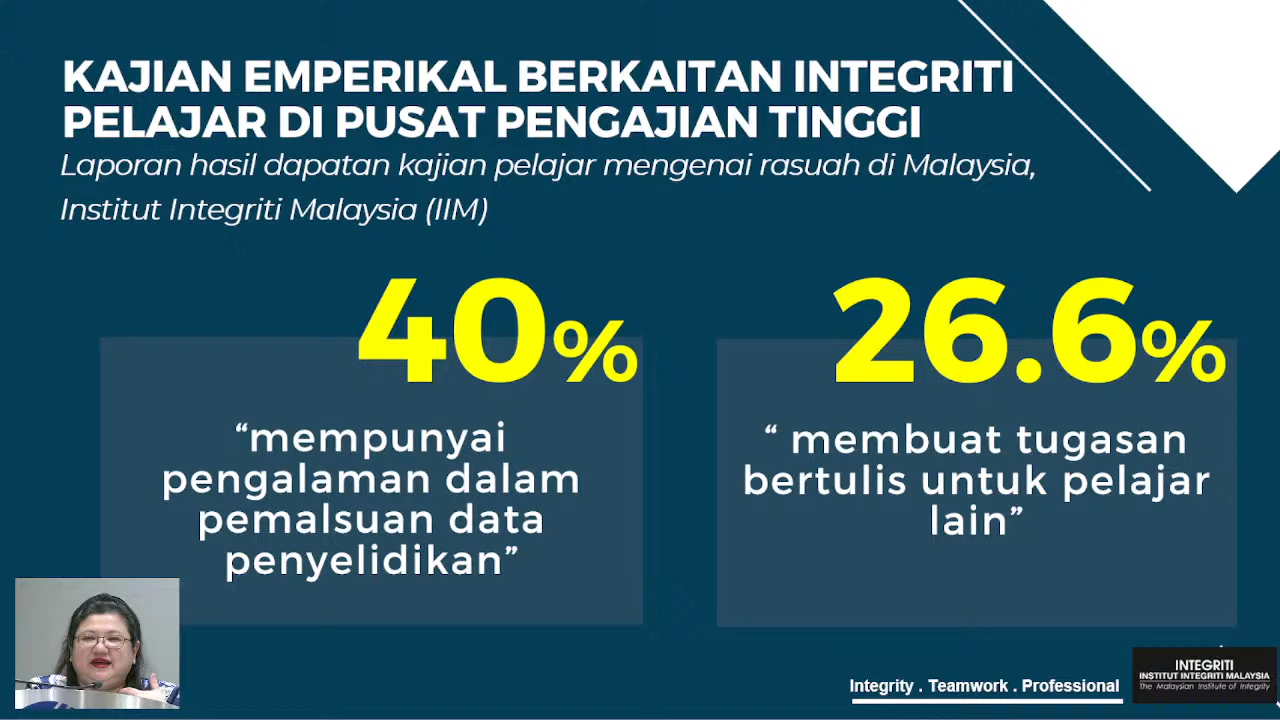 KAJIAN EMPERIKAL BERKAITAN INTEGRITI
PELAJAR DI PUSAT PENGAJIAN TINGGI
Laporan hasil dapatan kajian pelajar mengenai rasuah di Malaysia,
Institut Integriti Malaysia (IIM)
40%
“mempunyai
pengalaman dalam
pemalsuan data
penyelidikan”
26.6%
“ membuat tugasan
bertulis untuk pelajar
lain”
Integrity . Teamwork . Professional
INTEGRITI
INSTITUT INTEGRITI MALAYSIA
The Malaysian Institute of Integrity